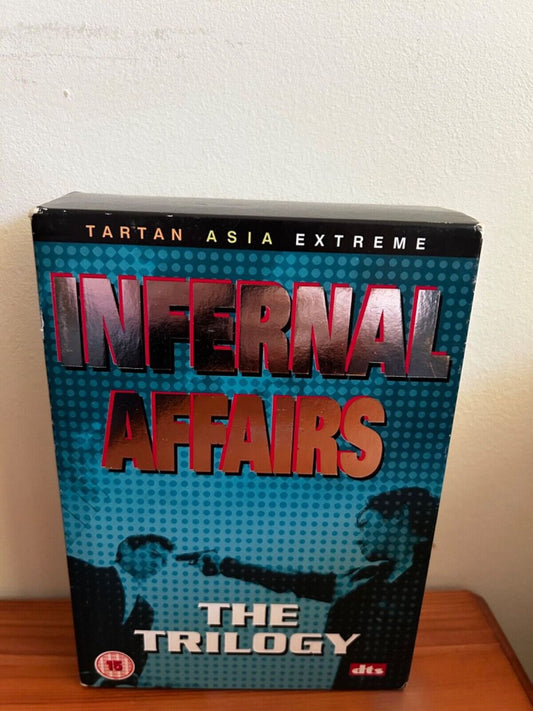 TARTAN ASIA EXTREME
INFERNAL
AFFAIRS
THE
TRILOGY
15
dts